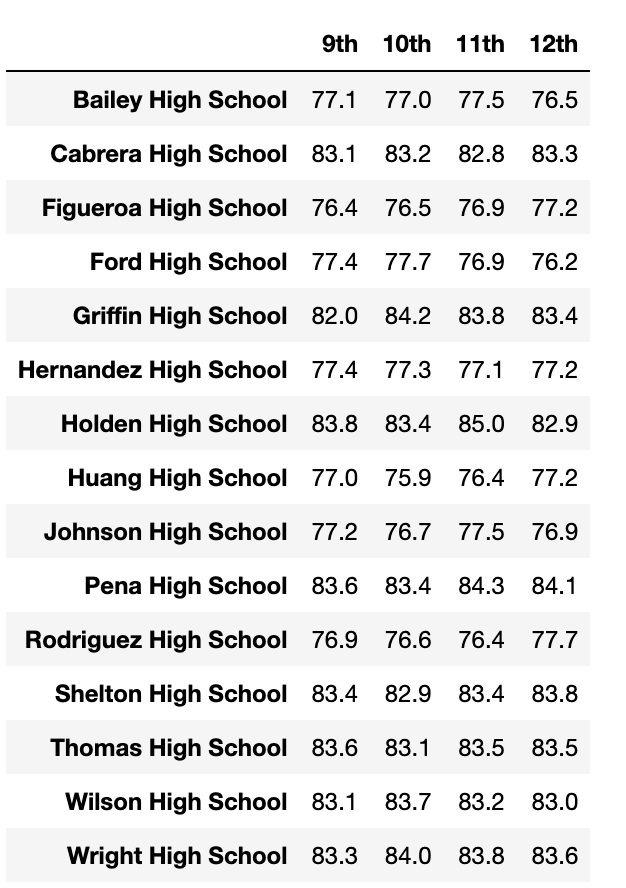 9th 10th 11th 12th
Bailey High School 77.1 77.0 77.5 76.5
Cabrera High School 83.1 83.2 82.8 83.3
Figueroa High School 76.4 76.5 76.9 77.2
Ford High School 77.4 77.7 76.9 76.2
Griffin High School 82.0 84.2 83.8 83.4
Hernandez High School 77.4 77.3 77.1 77.2
Holden High School 83.8 83.4 85.0 82.9
Huang High School 77.0 75.9 76.4 77.2
Johnson High School 77.2 76.7 77.5 76.9
Pena High School 83.6 83.4 84.3 84.1
Rodriguez High School 76.9 76.6 76.4 77.7
Shelton High School 83.4 82.9 83.4 83.8
Thomas High School 83.6 83.1 83.5 83.5
Wilson High School 83.1 83.7 83.2 83.0
Wright High School 83.3 84.0 83.8 83.6